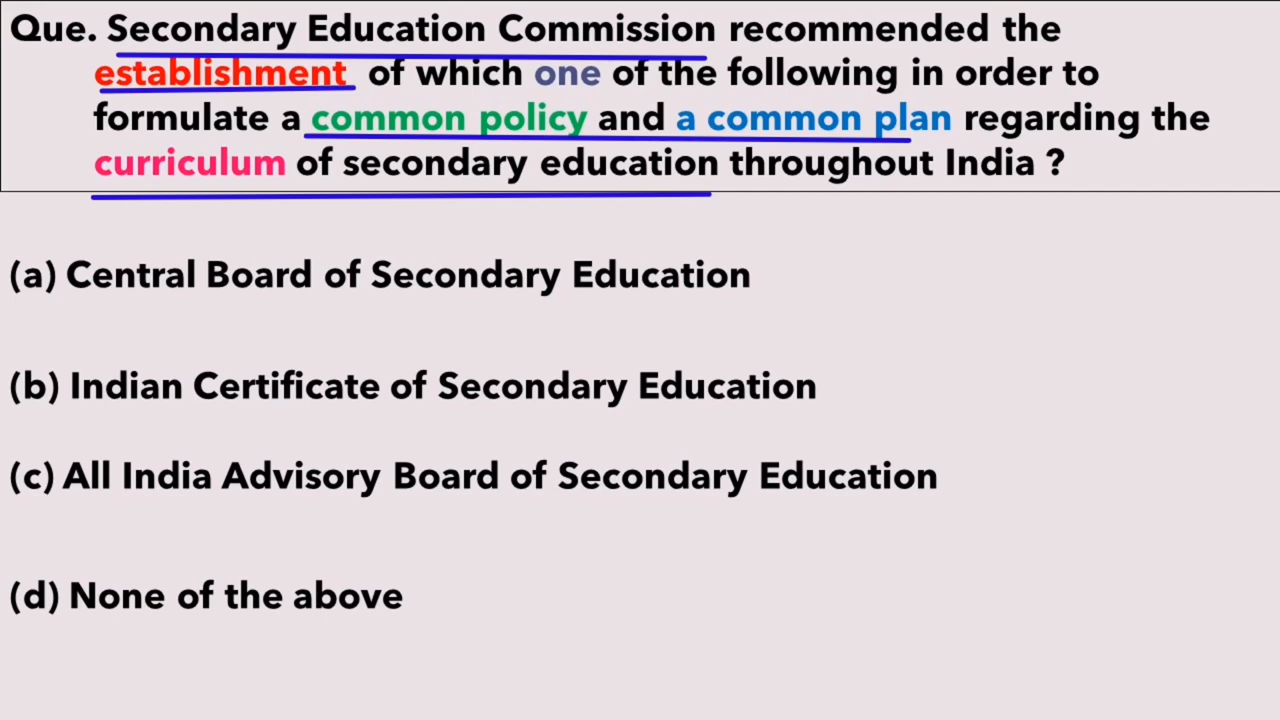 Que. Secondary Education Commission recommended the
establishment of which one of the following in order to
formulate a common policy and a common plan regarding the
curriculum of secondary education throughout India ?
(a) Central Board of Secondary Education
(b) Indian Certificate of Secondary Education
(c) All India Advisory Board of Secondary Education
(d) None of the above